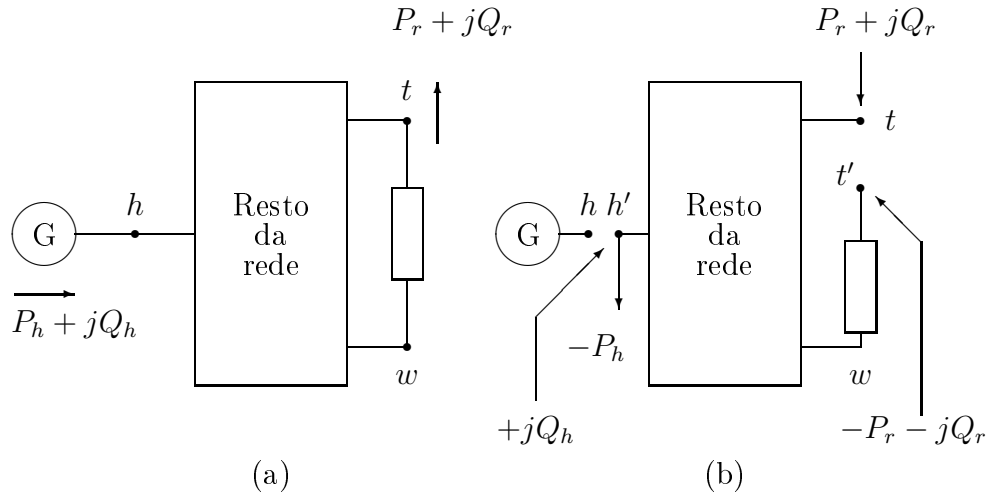 P_r + jQ_r
t
h
G
Resto
da
rede
P_h + jQ_h
w
(a)
P_r + jQ_r
t
t'
h h'
G
Resto
da
rede
−P_h
w
+jQ_h
−P_r − jQ_r
(b)